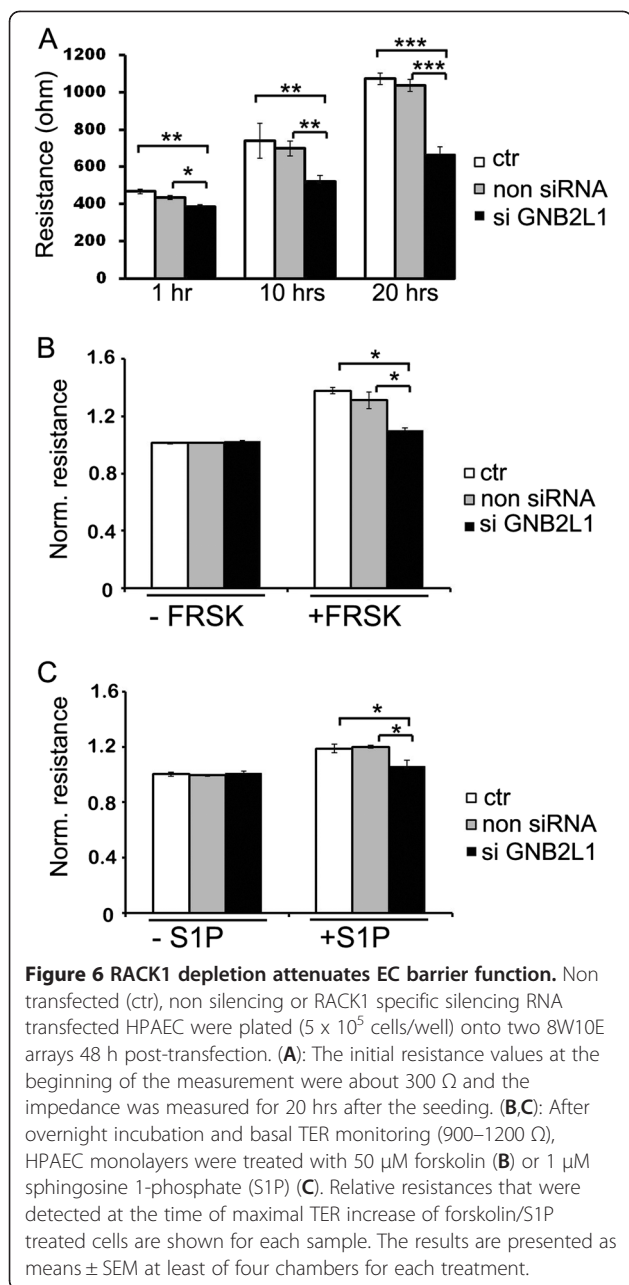 A
1200
1000
800
600
400
200
0
Resistance (ohm)
** * ** ** *** ***
1 hr 10 hrs 20 hrs
ctr
non siRNA
si GNB2L1
B
1.6
1.2
1.0
0.4
0
Norm. resistance
* *
- FRSK +FRSK
ctr
non siRNA
si GNB2L1
C
1.6
1.2
1.0
0.4
0
Norm. resistance
* *
- S1P +S1P
ctr
non siRNA
si GNB2L1
Figure 6 RACK1 depletion attenuates EC barrier function. Non
transfected (ctr), non silencing or RACK1 specific silencing RNA
transfected HPAEC were plated (5 x 10⁵ cells/well) onto two 8W10E
arrays 48 h post-transfection. (A): The initial resistance values at the
beginning of the measurement were about 300 Ω and the
impedance was measured for 20 hrs after the seeding. (B,C): After
overnight incubation and basal TER monitoring (900–1200 Ω),
HPAEC monolayers were treated with 50 μM forskolin (B) or 1 μM
sphingosine 1-phosphate (S1P) (C). Relative resistances that were
detected at the time of maximal TER increase of forskolin/S1P
treated cells are shown for each sample. The results are presented as
means ± SEM at least of four chambers for each treatment.